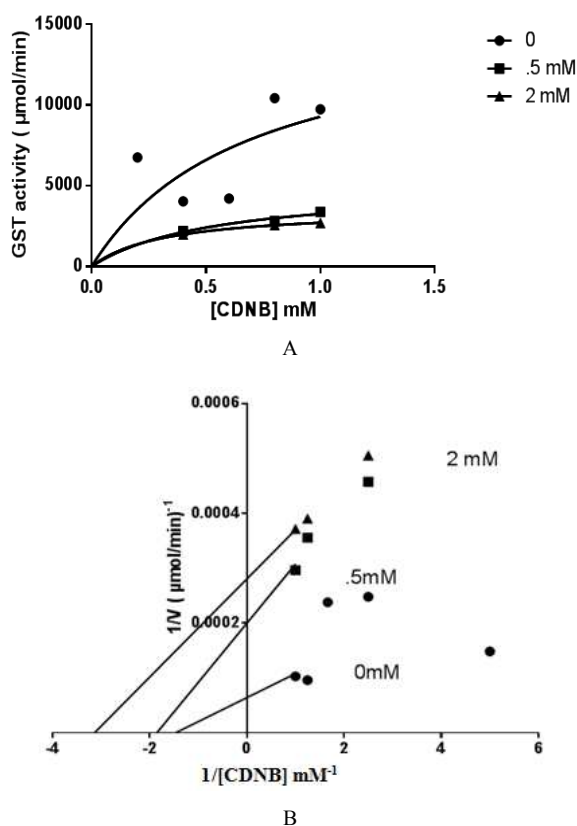 15000
10000
5000
0
GST activity ( µmol/min)
0.0 0.5 1.0 1.5
[CDNB] mM
0
.5 mM
2 mM
A
0.0006
0.0004
0.0002
1/V ( µmol/min)⁻¹
2 mM
.5mM
0mM
-4 -2 0 2 4 6
1/[CDNB] mM⁻¹
B